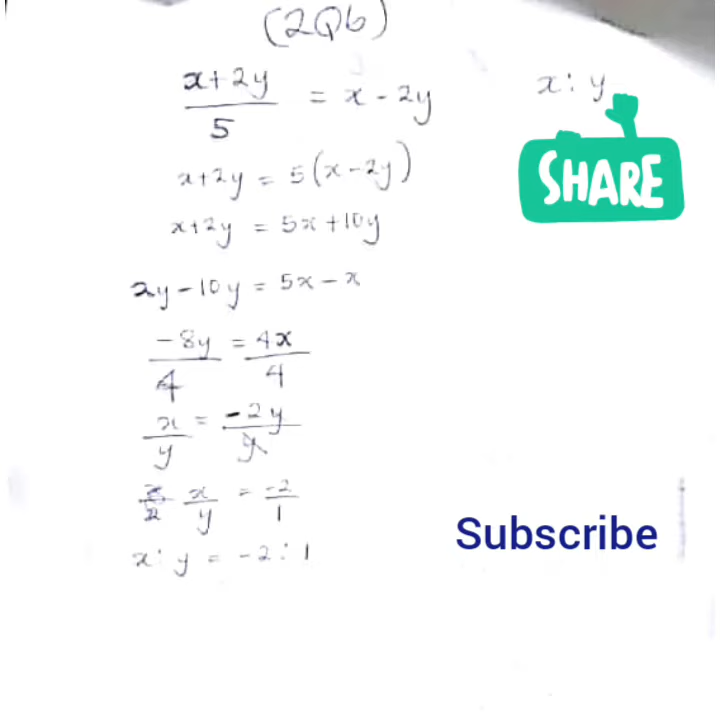 (2Qb)
x+2y/5 = x - 2y
x : y
SHARE
x+2y = 5(x-2y)
x+2y = 5x+10y
2y-10y = 5x-x
-8y/4 = 4x/4
x/y = -2y/y
x/y = -2/1
Subscribe
x : y = -2 : 1